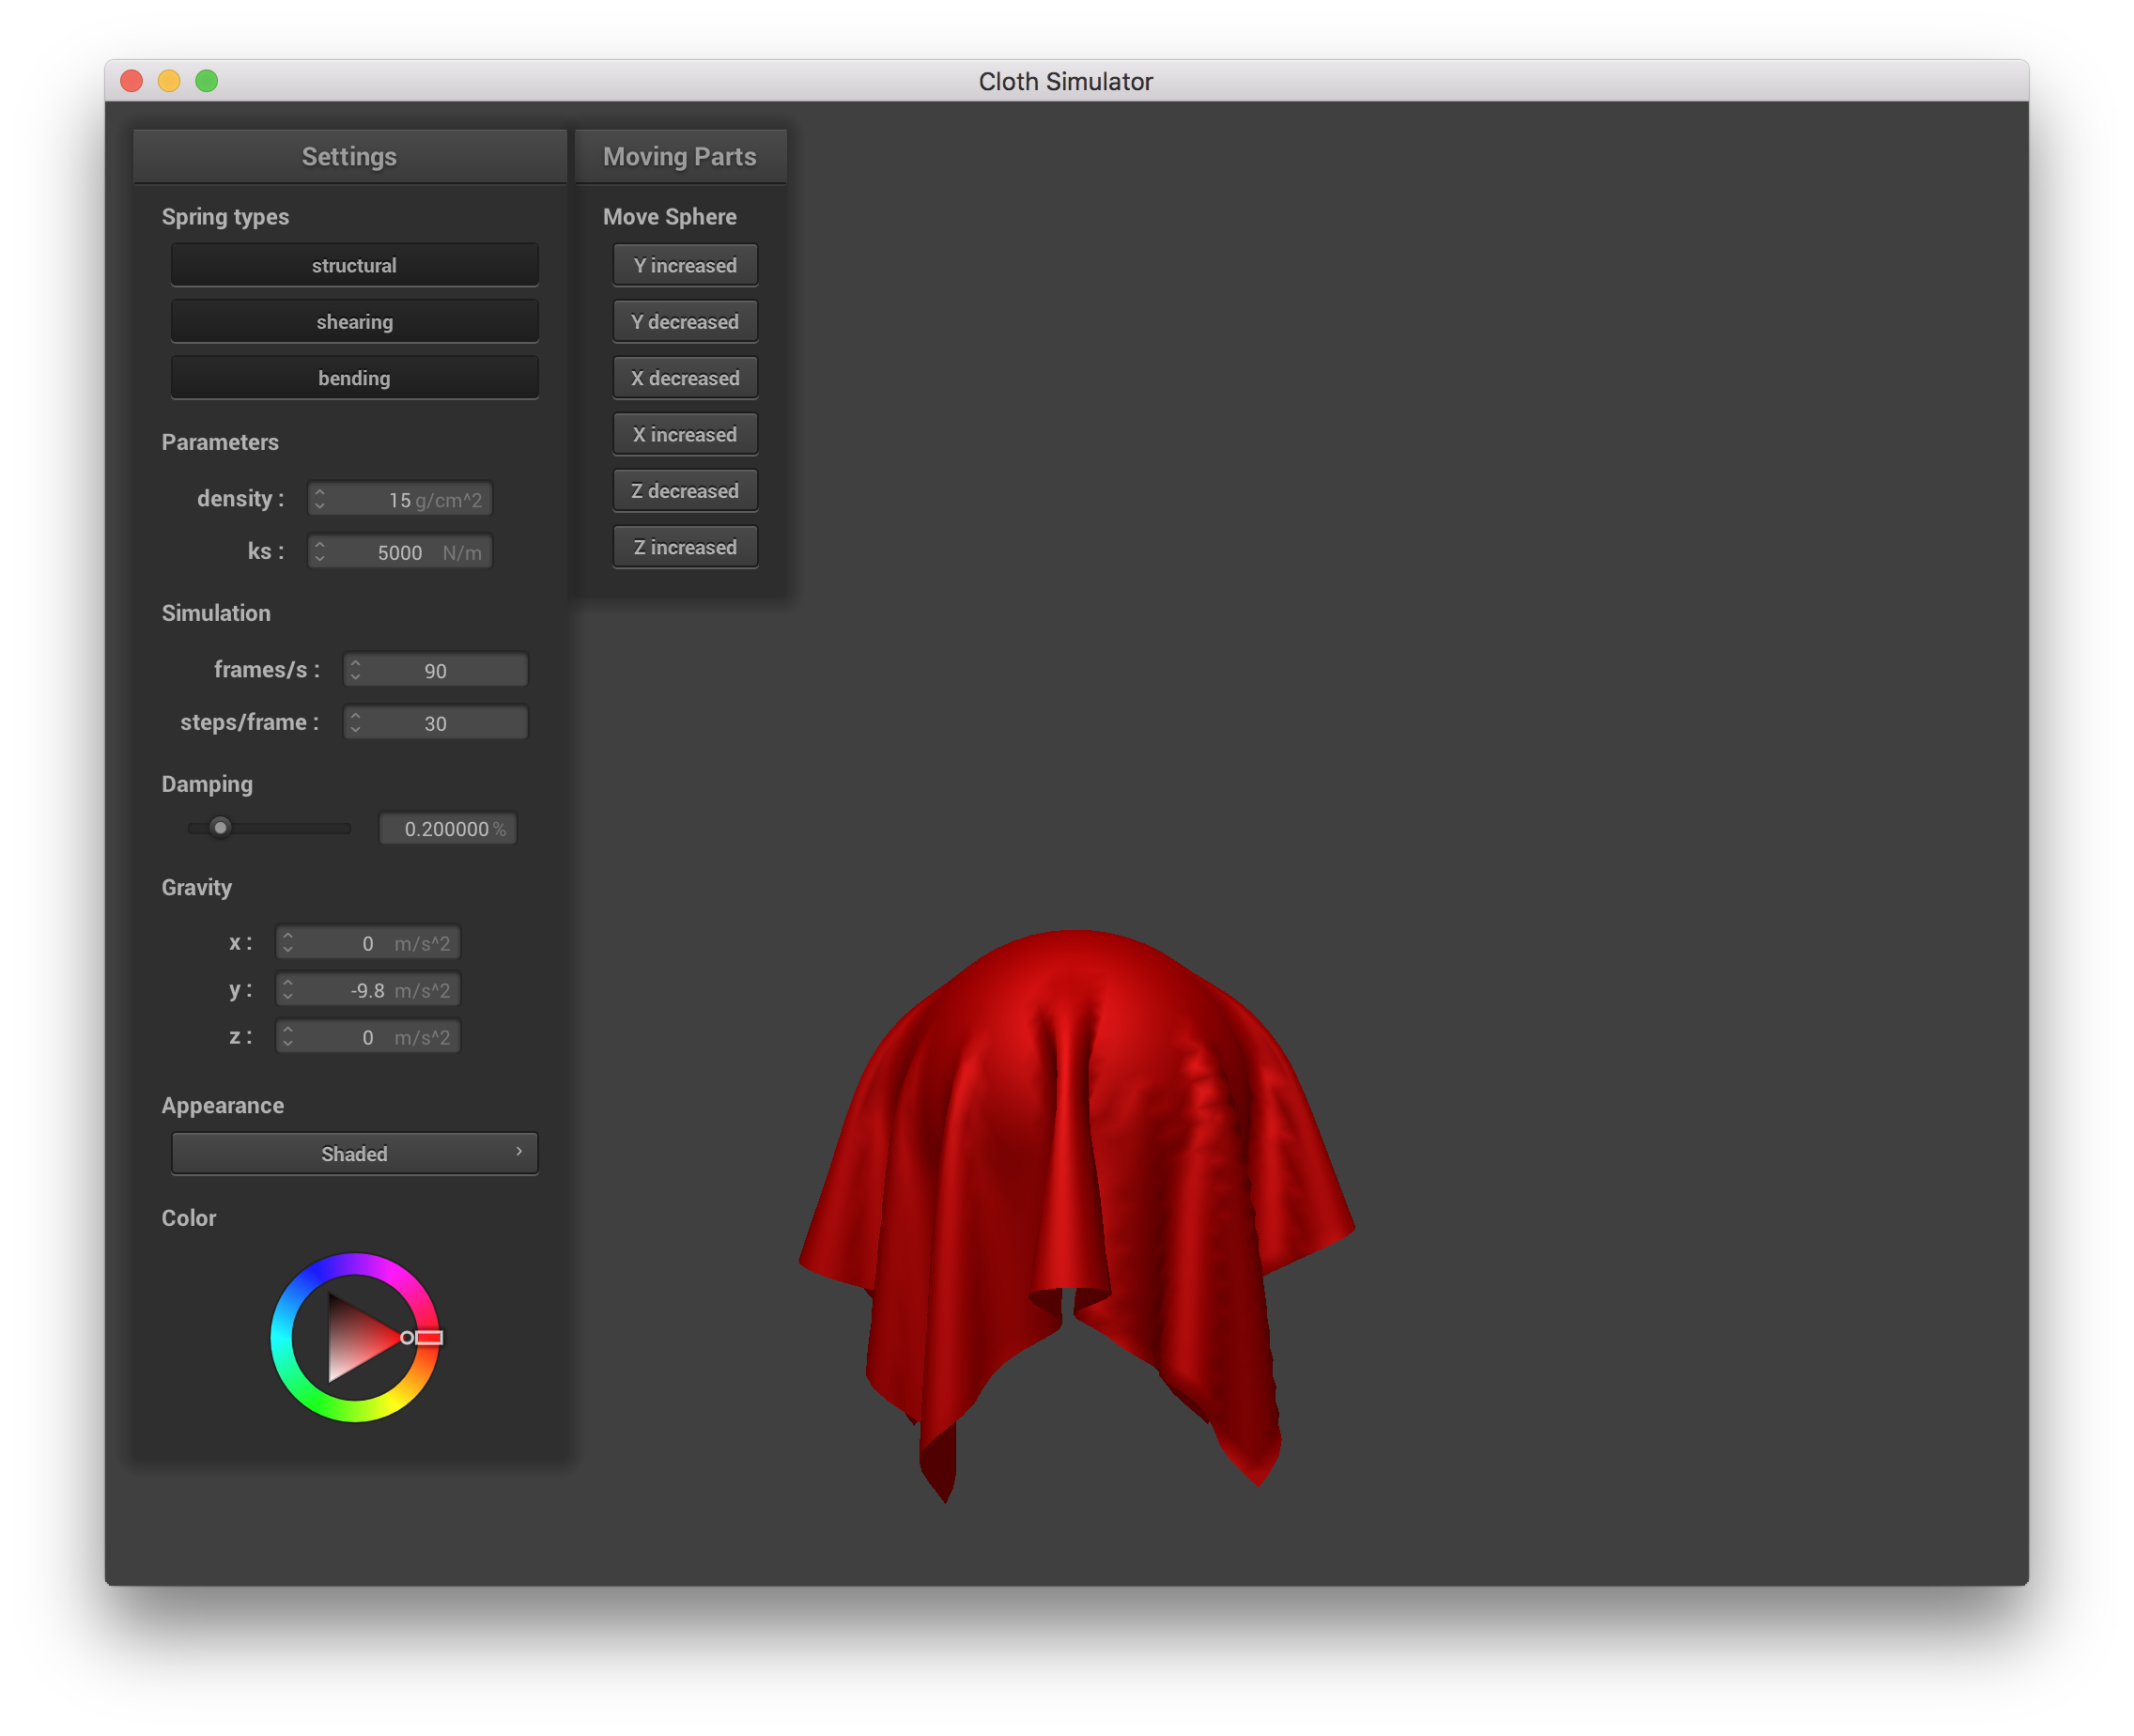 Cloth Simulator
Settings
Spring types
structural
shearing
bending
Parameters
density : 15 g/cm^2
ks : 5000 N/m
Simulation
frames/s : 90
steps/frame : 30
Damping
0.200000 %
Gravity
x : 0 m/s^2
y : -9.8 m/s^2
z : 0 m/s^2
Appearance
Shaded
Color
Moving Parts
Move Sphere
Y increased
Y decreased
X decreased
X increased
Z decreased
Z increased